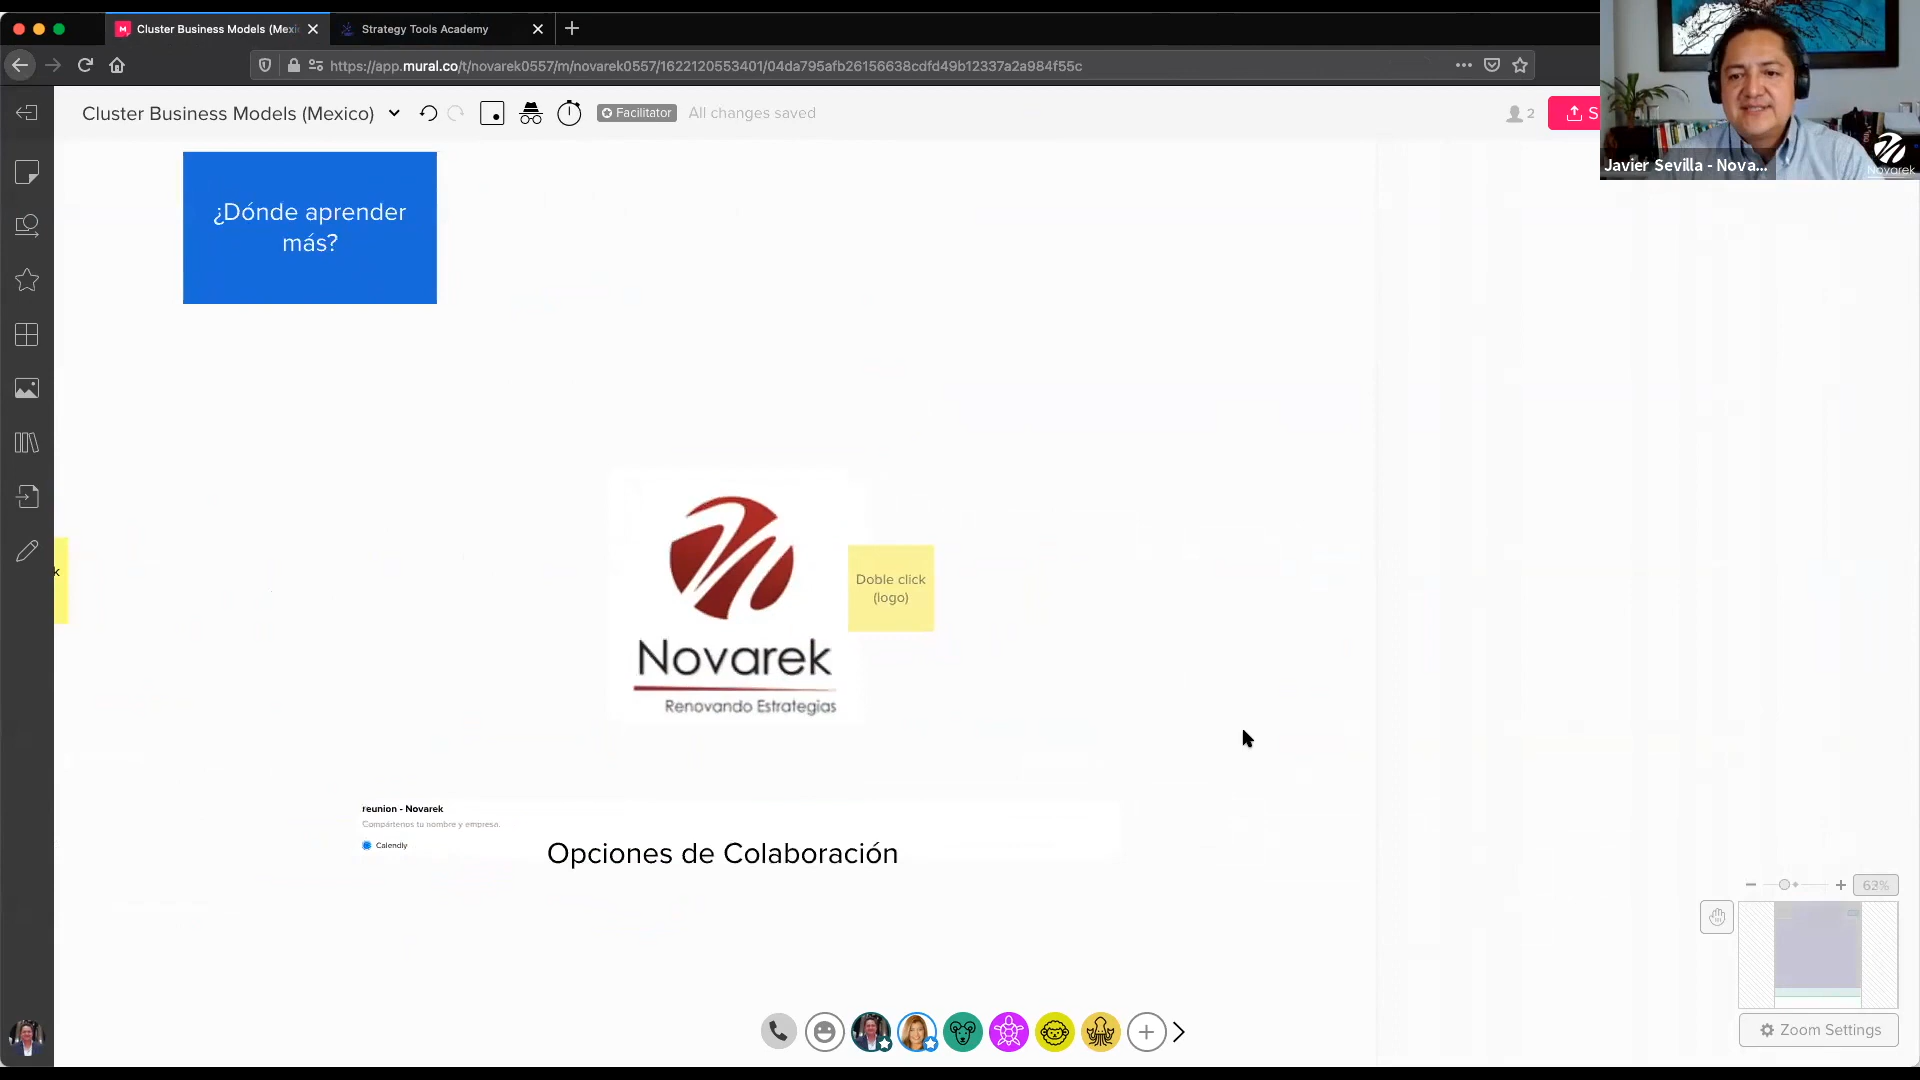 Cluster Business Models (Mexi
Strategy Tools Academy
https://app.mural.co/t/novarek0557/m/novarek0557/1622120553401/04da795afb26156638cdfd49b12337a2a984f55c
Cluster Business Models (Mexico)
Facilitator
All changes saved
2
S
Javier Sevilla - Nova...
Novarek
¿Dónde aprender
más?
k
Doble click
(logo)
Novarek
Renovando Estrategias
reunion - Novarek
Compártenos tu nombre y empresa.
Calendly
Opciones de Colaboración
63%
Zoom Settings